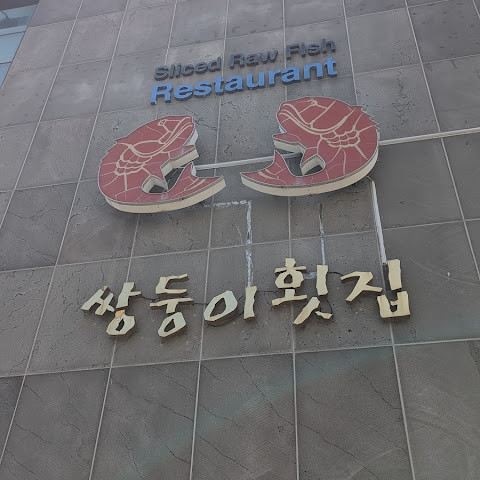 Sliced Raw Fish
Restaurant
쌍둥이횟집